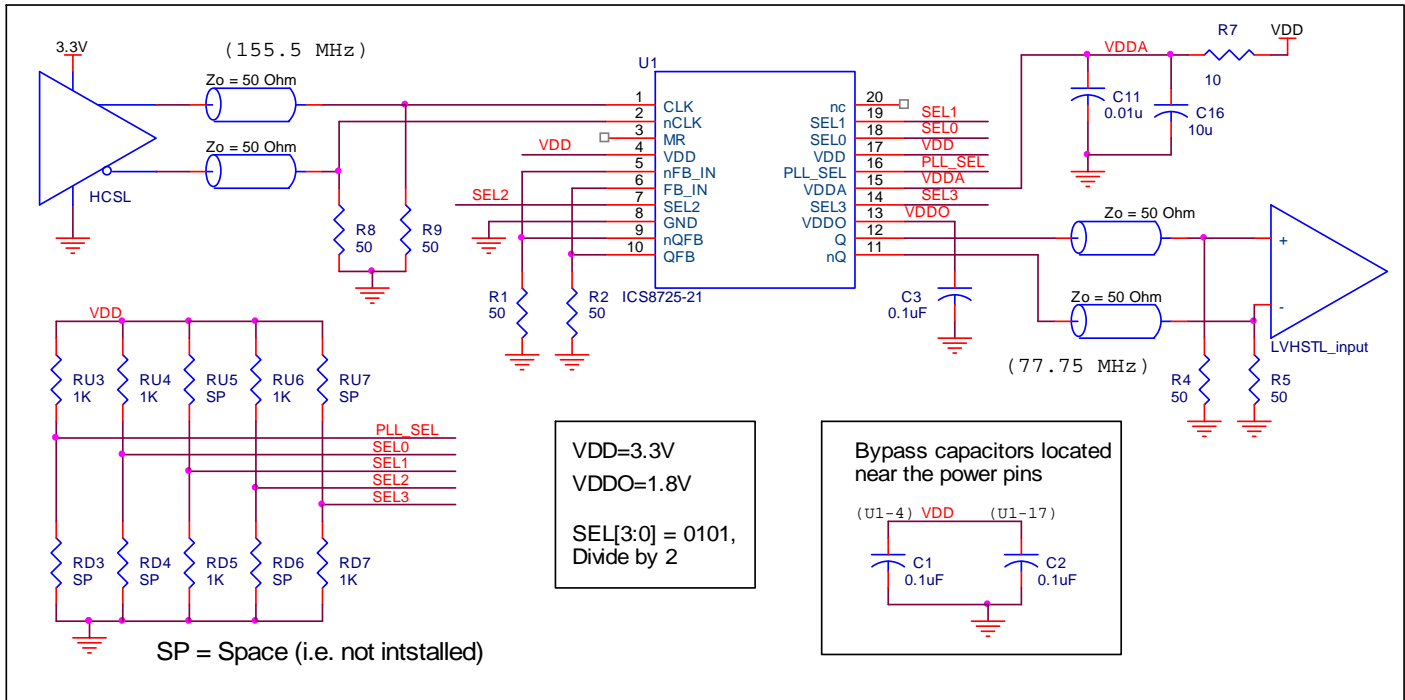 3.3V
(155.5 MHz)
Zo = 50 Ohm
Zo = 50 Ohm
HCSL
R8
50
R9
50
VDD
SEL2
R1
50
R2
50
U1
1
2
3
4
5
6
7
8
9
10
CLK
nCLK
MR
VDD
nFB_IN
FB_IN
SEL2
GND
nQFB
QFB
nc
SEL1
SEL0
VDD
PLL_SEL
VDDA
SEL3
VDDO
Q
nQ
20
19
18
17
16
15
14
13
12
11
ICS8725-21
SEL1
SEL0
VDD
PLL_SEL
VDDA
SEL3
VDDO
VDDA
R7
10
VDD
C11
0.01u
C16
10u
C3
0.1uF
Zo = 50 Ohm
Zo = 50 Ohm
(77.75 MHz)
+
-
LVHSTL_input
R4
50
R5
50
VDD
RU3
1K
RU4
1K
RU5
SP
RU6
1K
RU7
SP
PLL_SEL
SEL0
SEL1
SEL2
SEL3
RD3
SP
RD4
SP
RD5
1K
RD6
SP
RD7
1K
SP = Space (i.e. not intstalled)
VDD=3.3V
VDDO=1.8V
SEL[3:0] = 0101,
Divide by 2
Bypass capacitors located
near the power pins
(U1-4) VDD (U1-17)
C1
0.1uF
C2
0.1uF